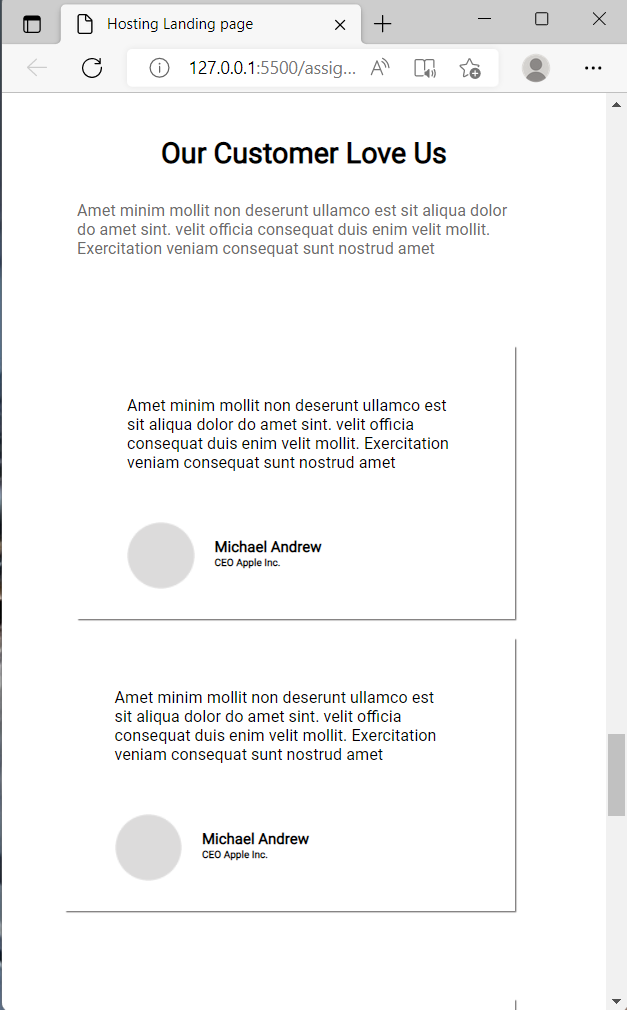 Hosting Landing page
127.0.0.1:5500/assig...
Our Customer Love Us
Amet minim mollit non deserunt ullamco est sit aliqua dolor
do amet sint. velit officia consequat duis enim velit mollit.
Exercitation veniam consequat sunt nostrud amet
Amet minim mollit non deserunt ullamco est
sit aliqua dolor do amet sint. velit officia
consequat duis enim velit mollit. Exercitation
veniam consequat sunt nostrud amet
Michael Andrew
CEO Apple Inc.
Amet minim mollit non deserunt ullamco est
sit aliqua dolor do amet sint. velit officia
consequat duis enim velit mollit. Exercitation
veniam consequat sunt nostrud amet
Michael Andrew
CEO Apple Inc.